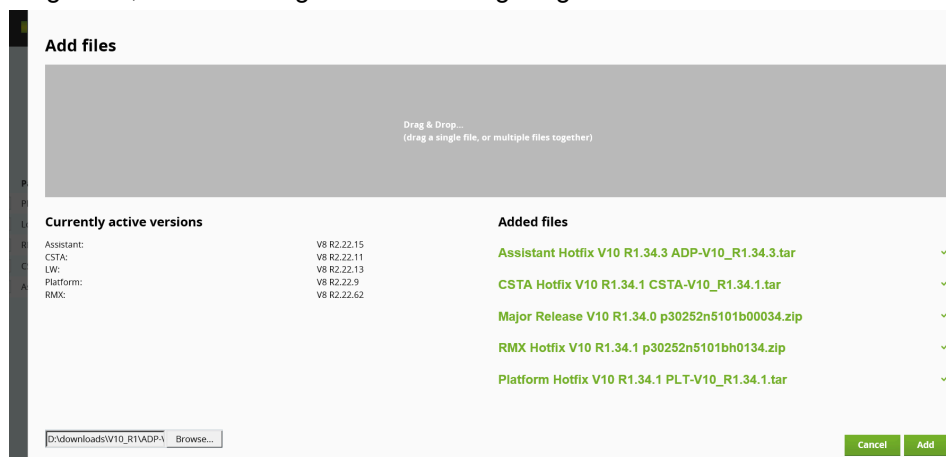 Add files
Drag & Drop...
(drag a single file, or multiple files together)
Currently active versions
Assistant: V8 R2.22.15
CSTA: V8 R2.22.11
LW: V8 R2.22.13
Platform: V8 R2.22.9
RMX: V8 R2.22.62
Added files
Assistant Hotfix V10 R1.34.3 ADP-V10_R1.34.3.tar
CSTA Hotfix V10 R1.34.1 CSTA-V10_R1.34.1.tar
Major Release V10 R1.34.0 p30252n5101b00034.zip
RMX Hotfix V10 R1.34.1 p30252n5101bh0134.zip
Platform Hotfix V10 R1.34.1 PLT-V10_R1.34.1.tar
D:\downloads\V10_R1\ADP-V Browse...
Cancel Add